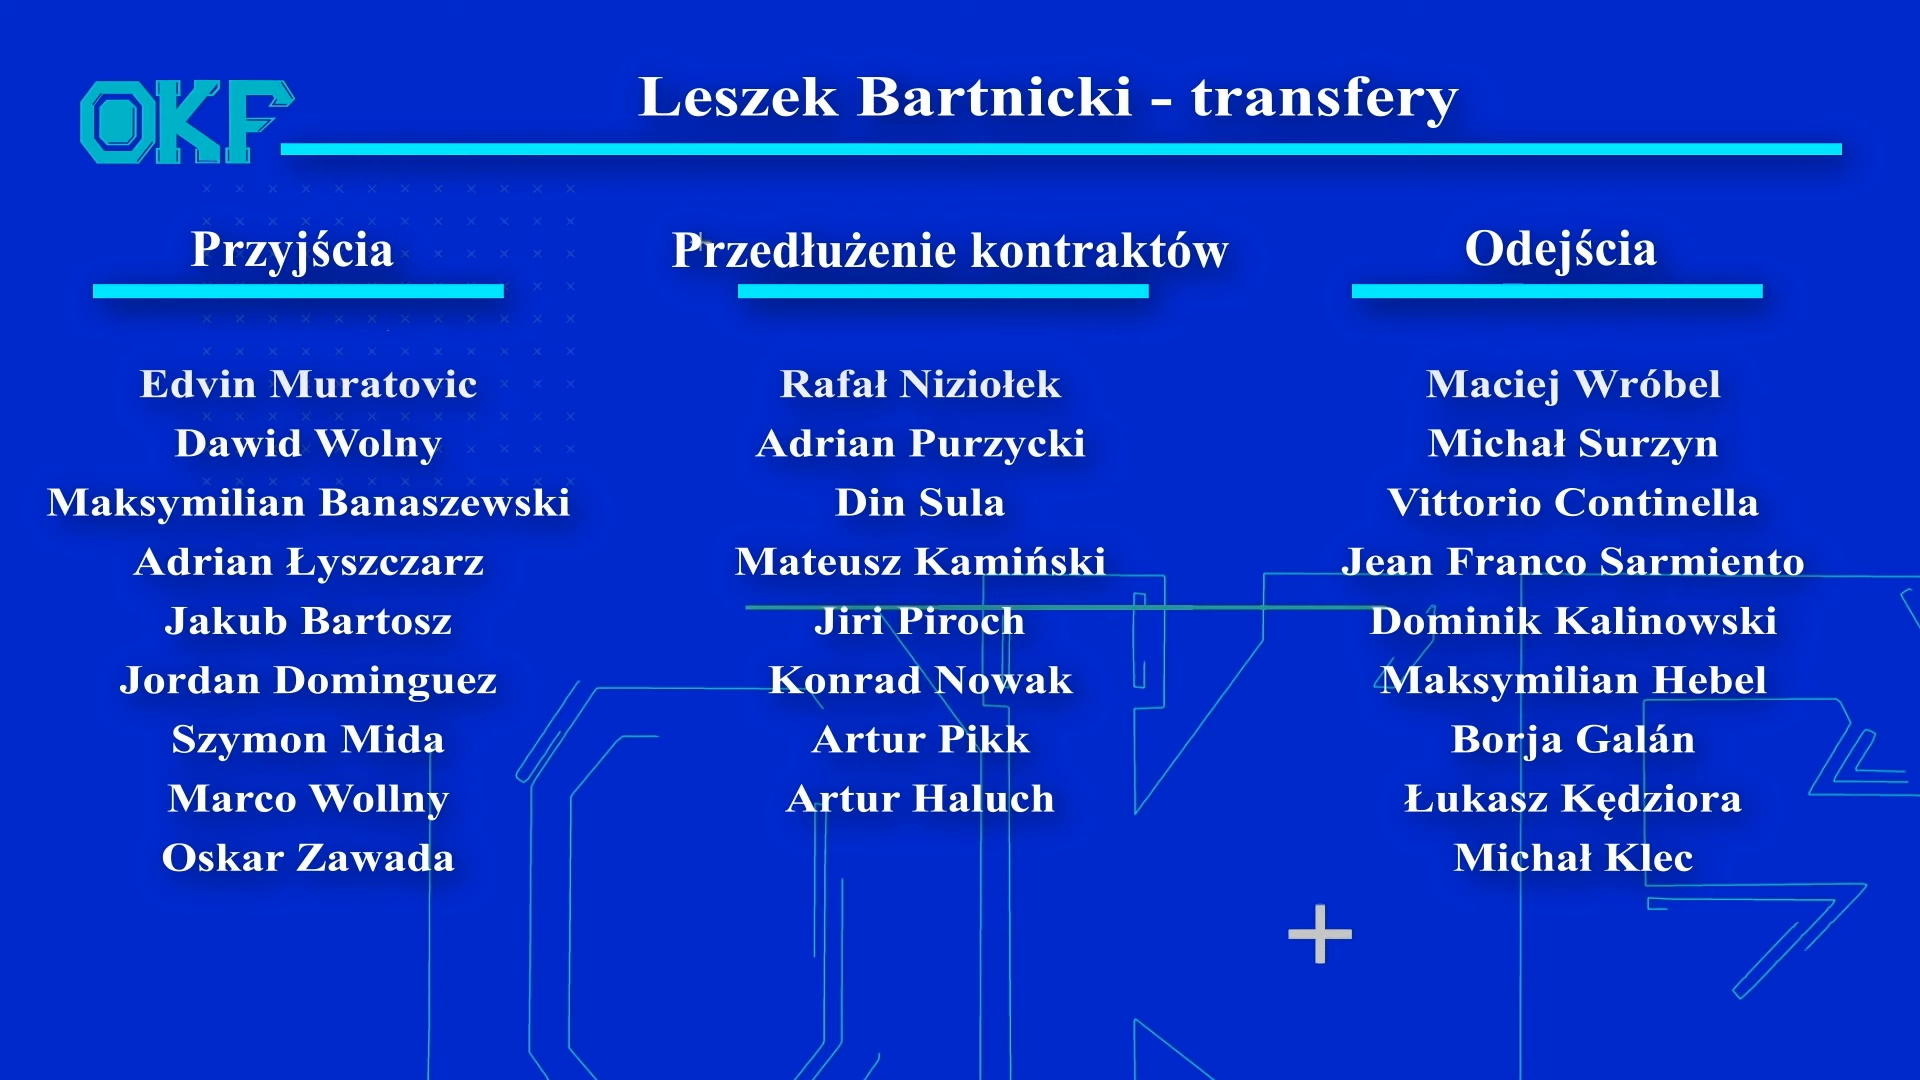 OKF
Leszek Bartnicki - transfery
Przyjścia
Edvin Muratovic
Dawid Wolny
Maksymilian Banaszewski
Adrian Łyszczarz
Jakub Bartosz
Jordan Dominguez
Szymon Mida
Marco Wollny
Oskar Zawada
Przedłużenie kontraktów
Rafał Niziołek
Adrian Purzycki
Din Sula
Mateusz Kamiński
Jiri Piroch
Konrad Nowak
Artur Pikk
Artur Haluch
Odejścia
Maciej Wróbel
Michał Surzyn
Vittorio Continella
Jean Franco Sarmiento
Dominik Kalinowski
Maksymilian Hebel
Borja Galán
Łukasz Kędziora
Michał Klec